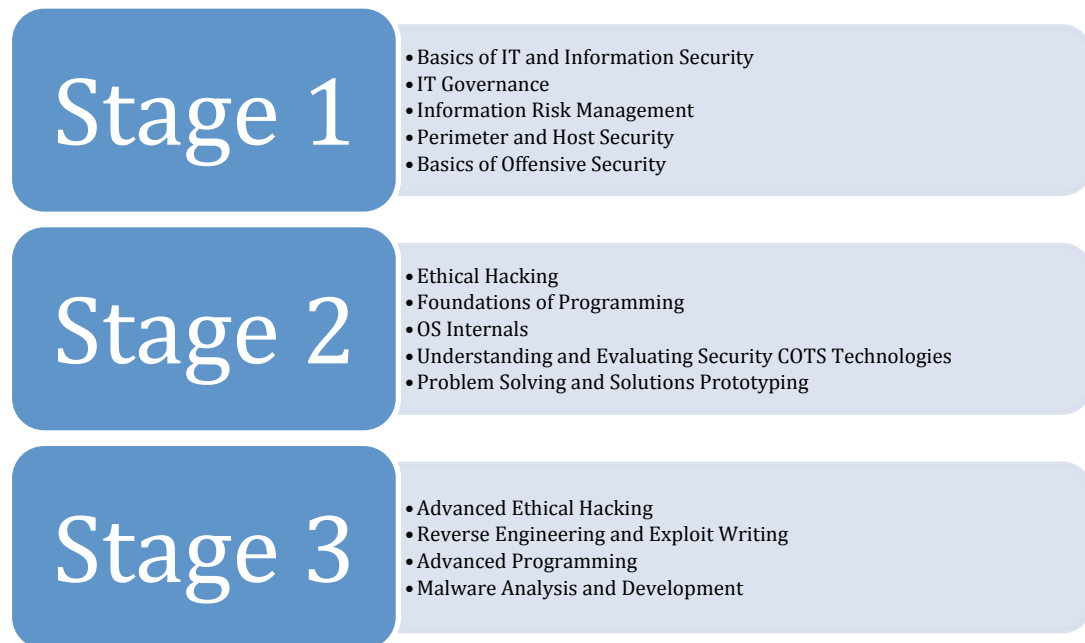 Stage 1
•Basics of IT and Information Security
•IT Governance
•Information Risk Management
•Perimeter and Host Security
•Basics of Offensive Security
Stage 2
•Ethical Hacking
•Foundations of Programming
•OS Internals
•Understanding and Evaluating Security COTS Technologies
•Problem Solving and Solutions Prototyping
Stage 3
•Advanced Ethical Hacking
•Reverse Engineering and Exploit Writing
•Advanced Programming
•Malware Analysis and Development